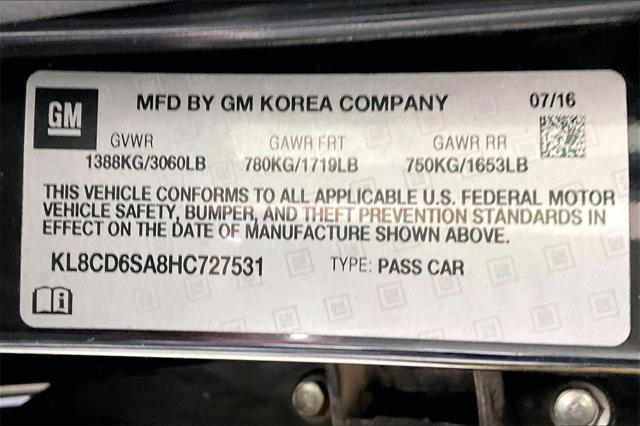 GM MFD BY GM KOREA COMPANY 07/16
GVWR GAWR FRT GAWR RR
1388KG/3060LB 780KG/1719LB 750KG/1653LB
THIS VEHICLE CONFORMS TO ALL APPLICABLE U.S. FEDERAL MOTOR
VEHICLE SAFETY, BUMPER, AND THEFT PREVENTION STANDARDS IN
EFFECT ON THE DATE OF MANUFACTURE SHOWN ABOVE.
KL8CD6SA8HC727531 TYPE: PASS CAR